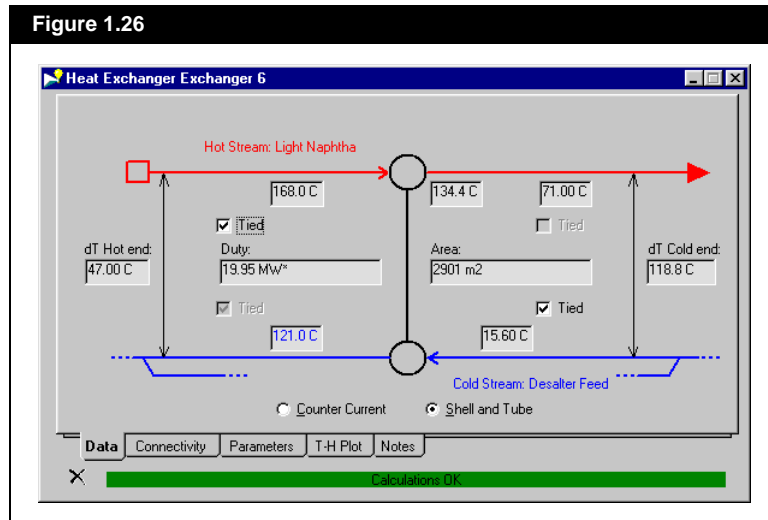 Figure 1.26
Heat Exchanger Exchanger 6
Hot Stream: Light Naphtha
168.0 C
134.4 C
71.00 C
Tied
Tied
dT Hot end:
47.00 C
Duty:
19.95 MW*
Area:
2901 m2
dT Cold end:
118.8 C
Tied
Tied
121.0 C
15.60 C
Cold Stream: Desalter Feed
Counter Current
Shell and Tube
Data
Connectivity
Parameters
T-H Plot
Notes
Calculations OK